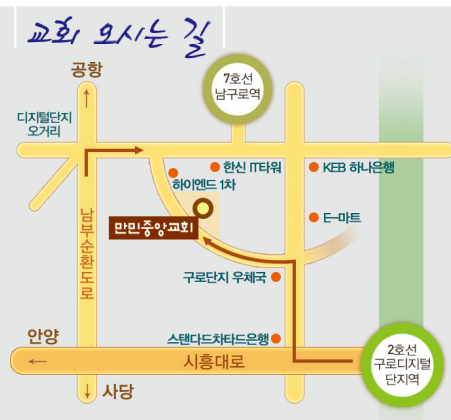 교회 오시는 길
공항
7호선
남구로역
디지털단지
오거리
한신 IT타워
KEB 하나은행
하이엔드 1차
만민중앙교회
E-마트
남부순환도로
구로단지 우체국
스탠다드차타드은행
안양
시흥대로
2호선
구로디지털
단지역
사당